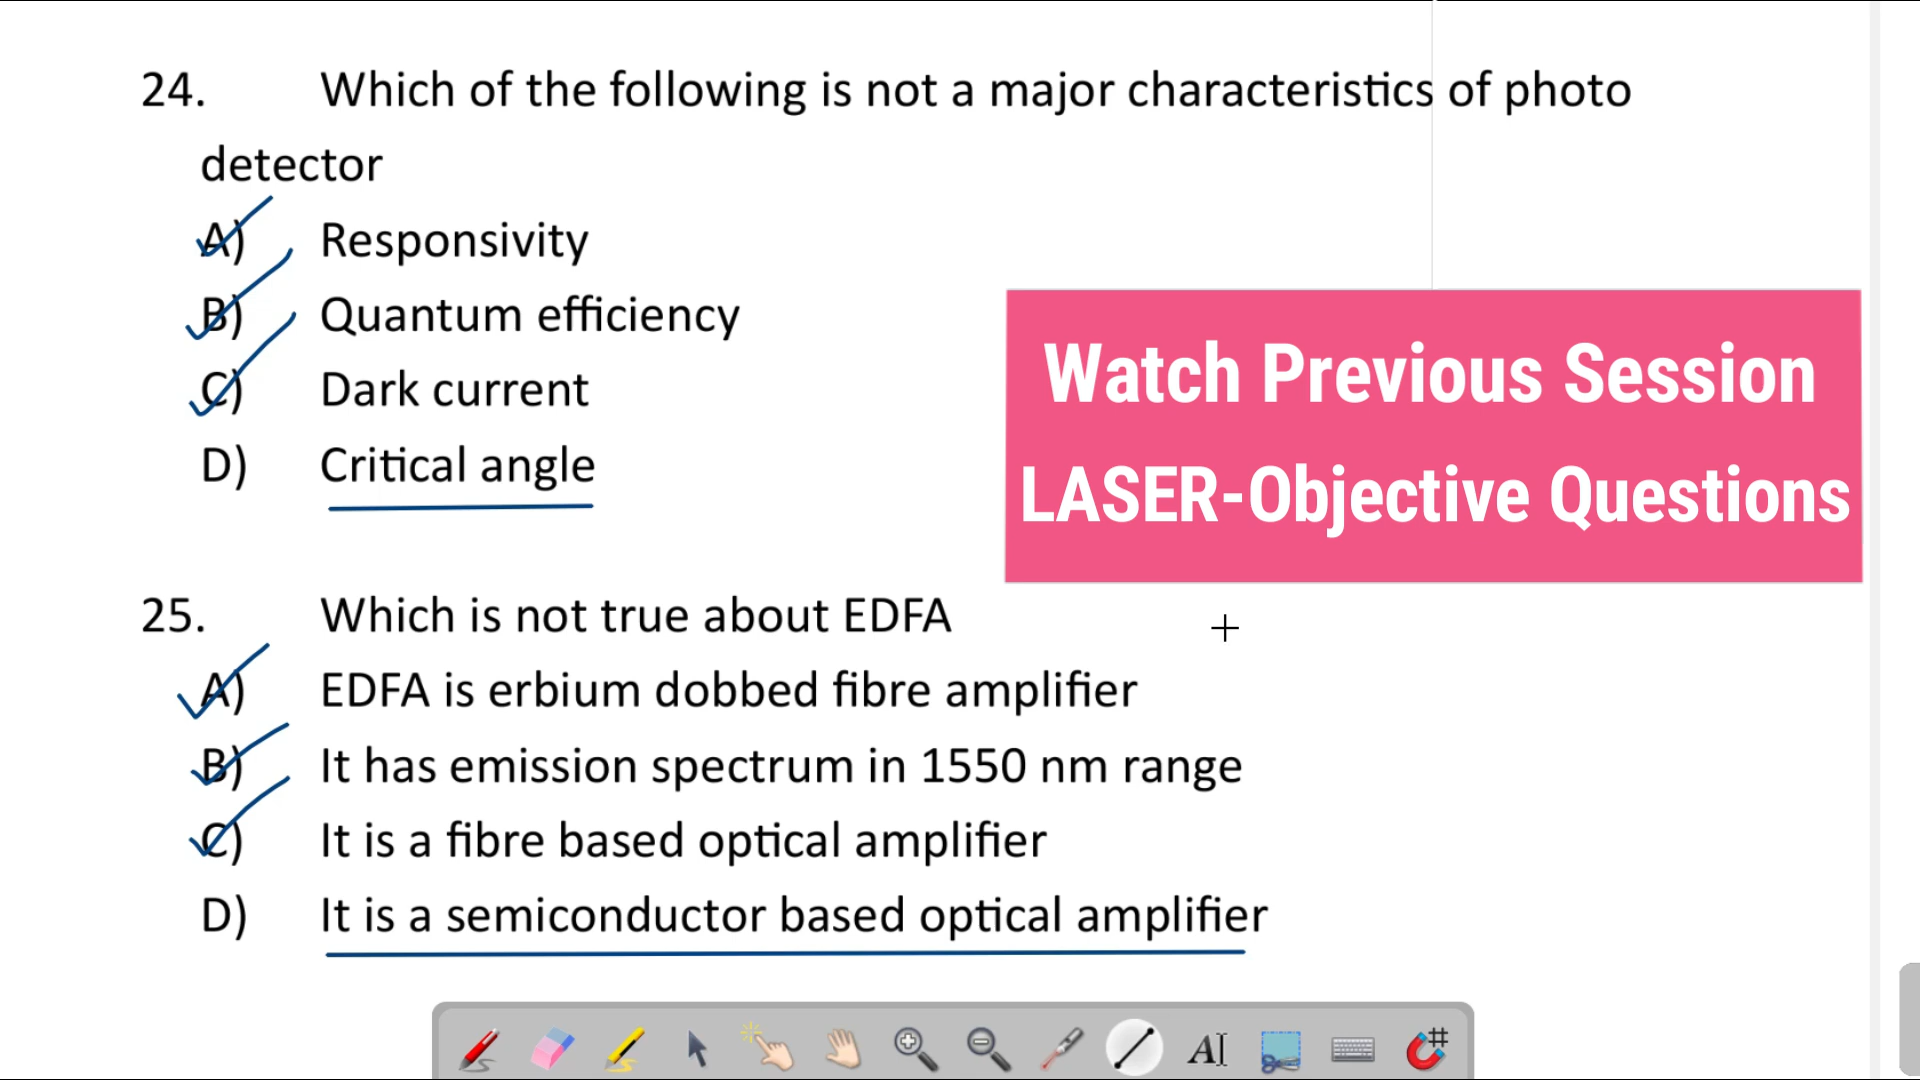 24. Which of the following is not a major characteristics of photo
detector
A) Responsivity
B) Quantum efficiency
C) Dark current
D) Critical angle
Watch Previous Session
LASER-Objective Questions
25. Which is not true about EDFA
A) EDFA is erbium dobbed fibre amplifier
B) It has emission spectrum in 1550 nm range
C) It is a fibre based optical amplifier
D) It is a semiconductor based optical amplifier
AI